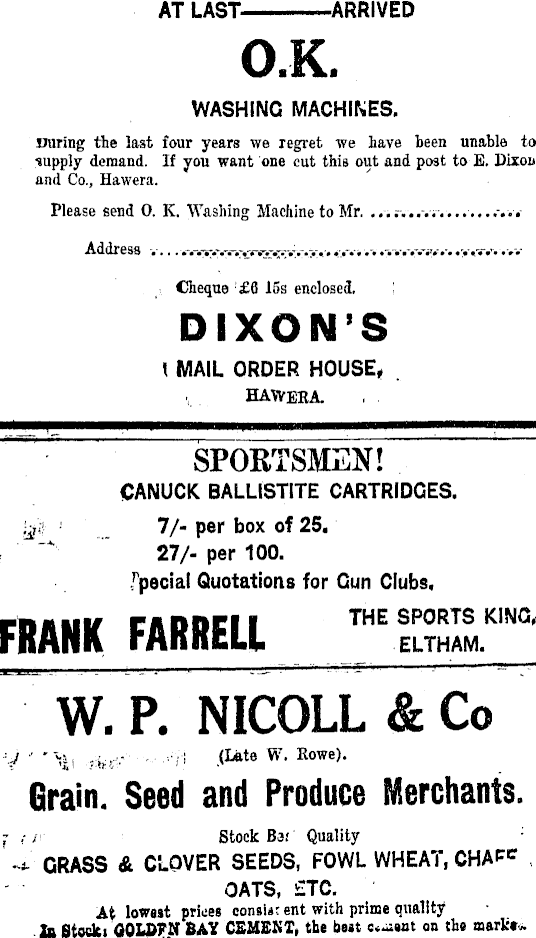 AT LAST————ARRIVED
O.K.
WASHING MACHINES.
During the last four years we regret we have been unable to
supply demand. If you want one cut this out and post to E. Dixon
and Co., Hawera.
Please send O. K. Washing Machine to Mr. ....................
Address ..................................................
Cheque £6 15s enclosed.
DIXON'S
MAIL ORDER HOUSE,
HAWERA.
SPORTSMEN!
CANUCK BALLISTITE CARTRIDGES.
7/- per box of 25.
27/- per 100.
Special Quotations for Gun Clubs.
FRANK FARRELL
THE SPORTS KING,
ELTHAM.
W. P. NICOLL & Co
(Late W. Rowe).
Grain. Seed and Produce Merchants.
Stock Best Quality
GRASS & CLOVER SEEDS, FOWL WHEAT, CHAFF
OATS, ETC.
At lowest prices consistent with prime quality
In Stock: GOLDEN BAY CEMENT, the best cement on the market.